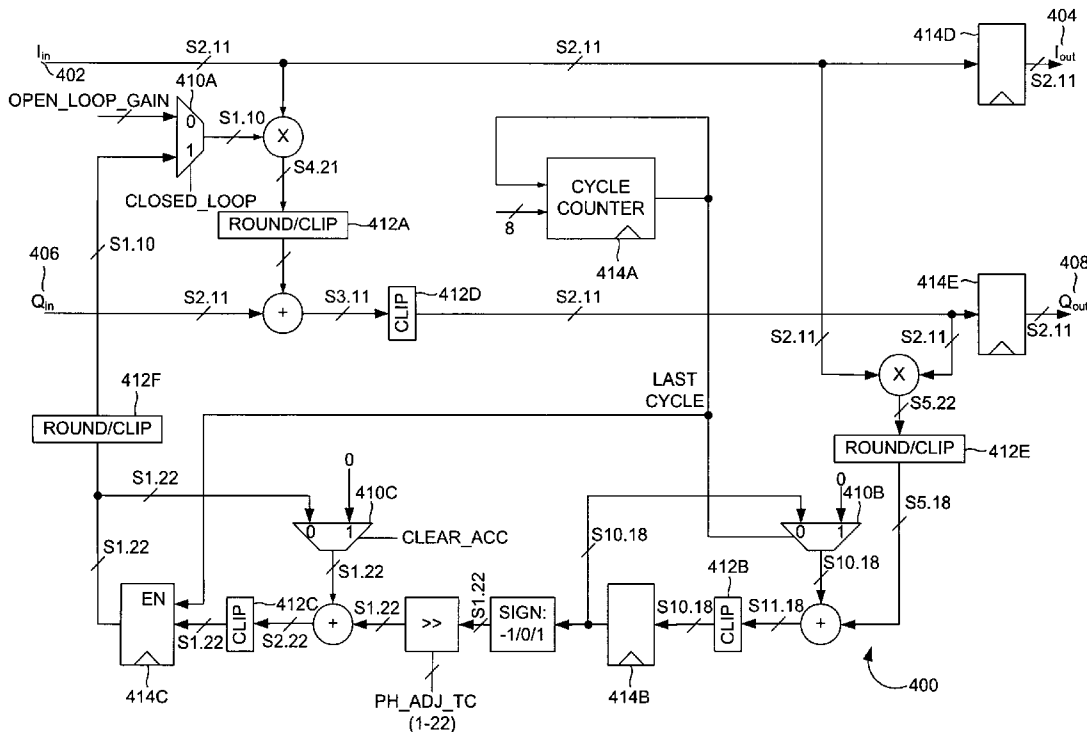 404
414D
I_in
S2.11
S2.11
I_out
S2.11
402
410A
OPEN_LOOP_GAIN
0
1
S1.10
X
S4.21
CLOSED_LOOP
ROUND/CLIP
412A
CYCLE
COUNTER
8
414A
S1.10
406
Q_in
S2.11
+
S3.11
CLIP
412D
S2.11
414E
408
Q_out
S2.11
S2.11
S2.11
X
S5.22
412F
ROUND/CLIP
LAST
CYCLE
ROUND/CLIP
412E
S1.22
0
410C
0
1
CLEAR_ACC
0
410B
0
1
S5.18
S10.18
S10.18
S1.22
S1.22
EN
S1.22
CLIP
412C
S2.22
+
S1.22
>>
S1.22
SIGN:
-1/0/1
S10.18
412B
CLIP
S11.18
+
414C
PH_ADJ_TC
(1-22)
414B
400